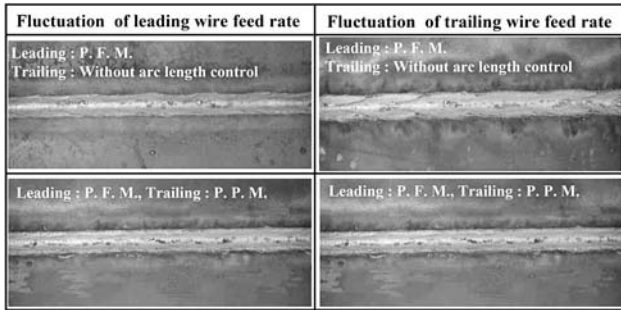 Fluctuation of leading wire feed rate
Fluctuation of trailing wire feed rate
Leading : P. F. M.
Trailing : Without arc length control
Leading : P. F. M.
Trailing : Without arc length control
Leading : P. F. M., Trailing : P. P. M.
Leading : P. F. M., Trailing : P. P. M.